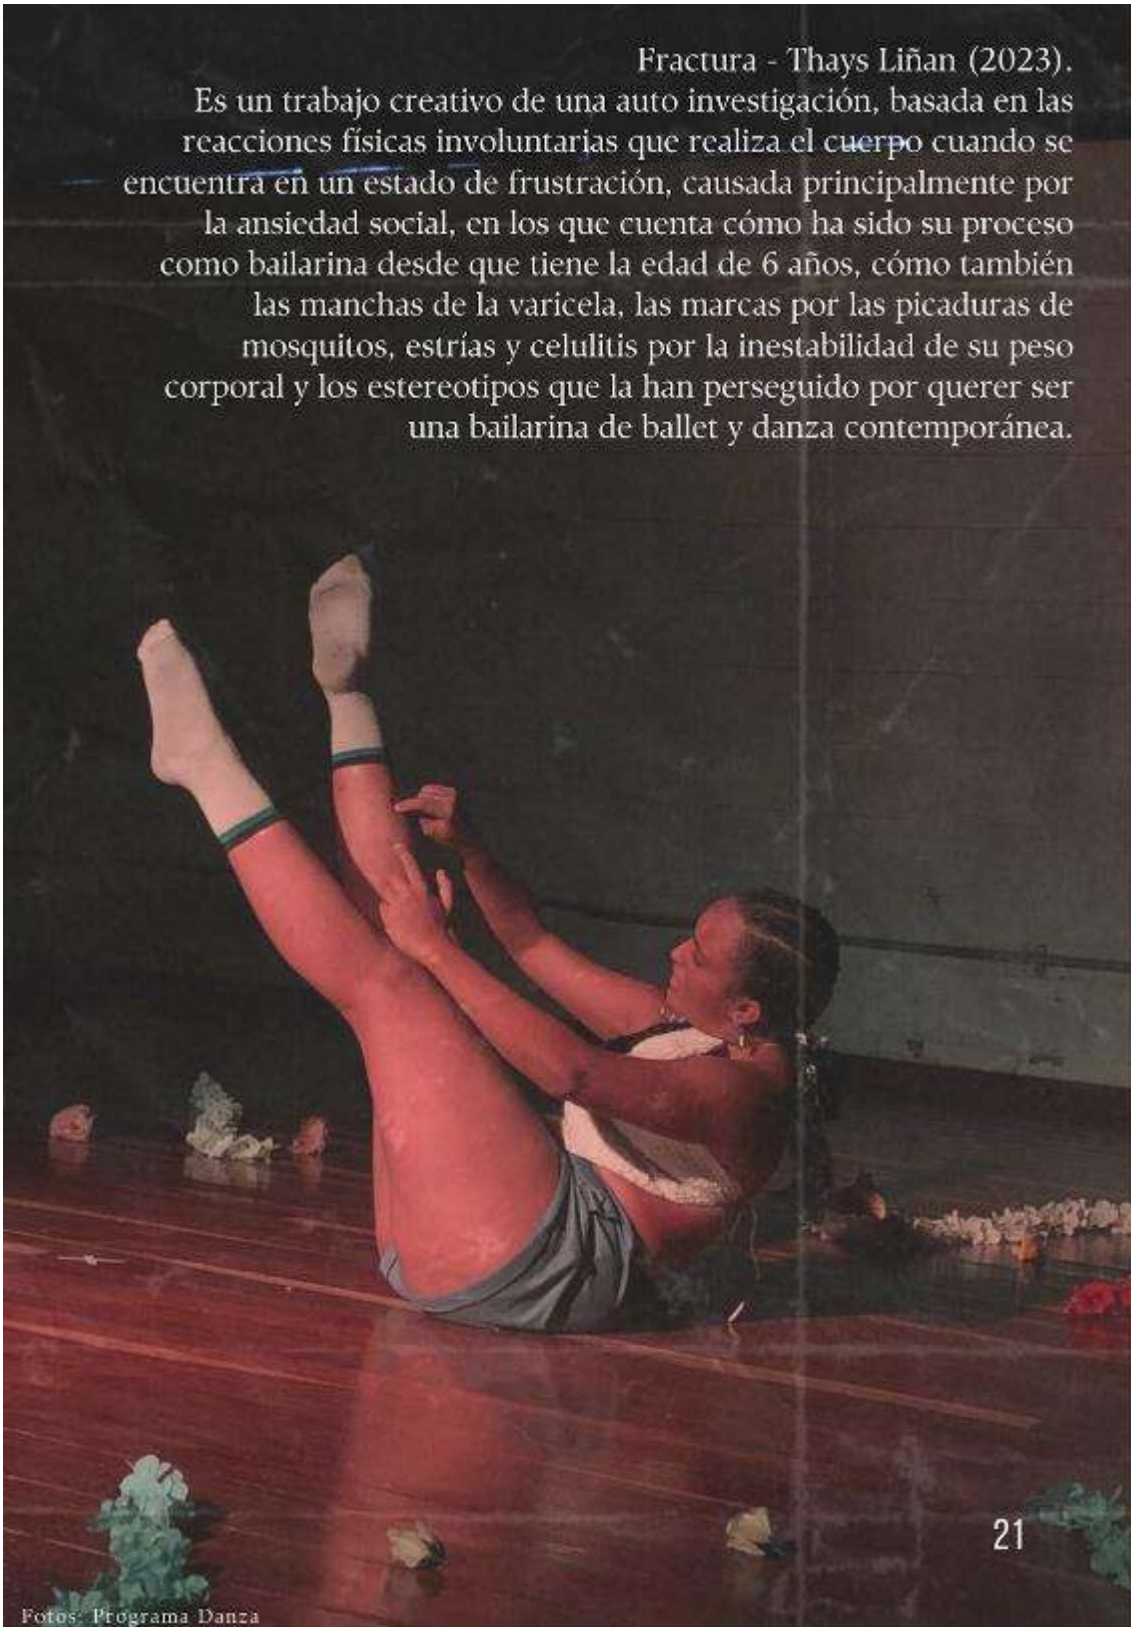 Fractura - Thays Liñan (2023).
Es un trabajo creativo de una auto investigación, basada en las
reacciones físicas involuntarias que realiza el cuerpo cuando se
encuentra en un estado de frustración, causada principalmente por
la ansiedad social, en los que cuenta cómo ha sido su proceso
como bailarina desde que tiene la edad de 6 años, cómo también
las manchas de la varicela, las marcas por las picaduras de
mosquitos, estrías y celulitis por la inestabilidad de su peso
corporal y los estereotipos que la han perseguido por querer ser
una bailarina de ballet y danza contemporánea.
21
Fotos: Programa Danza